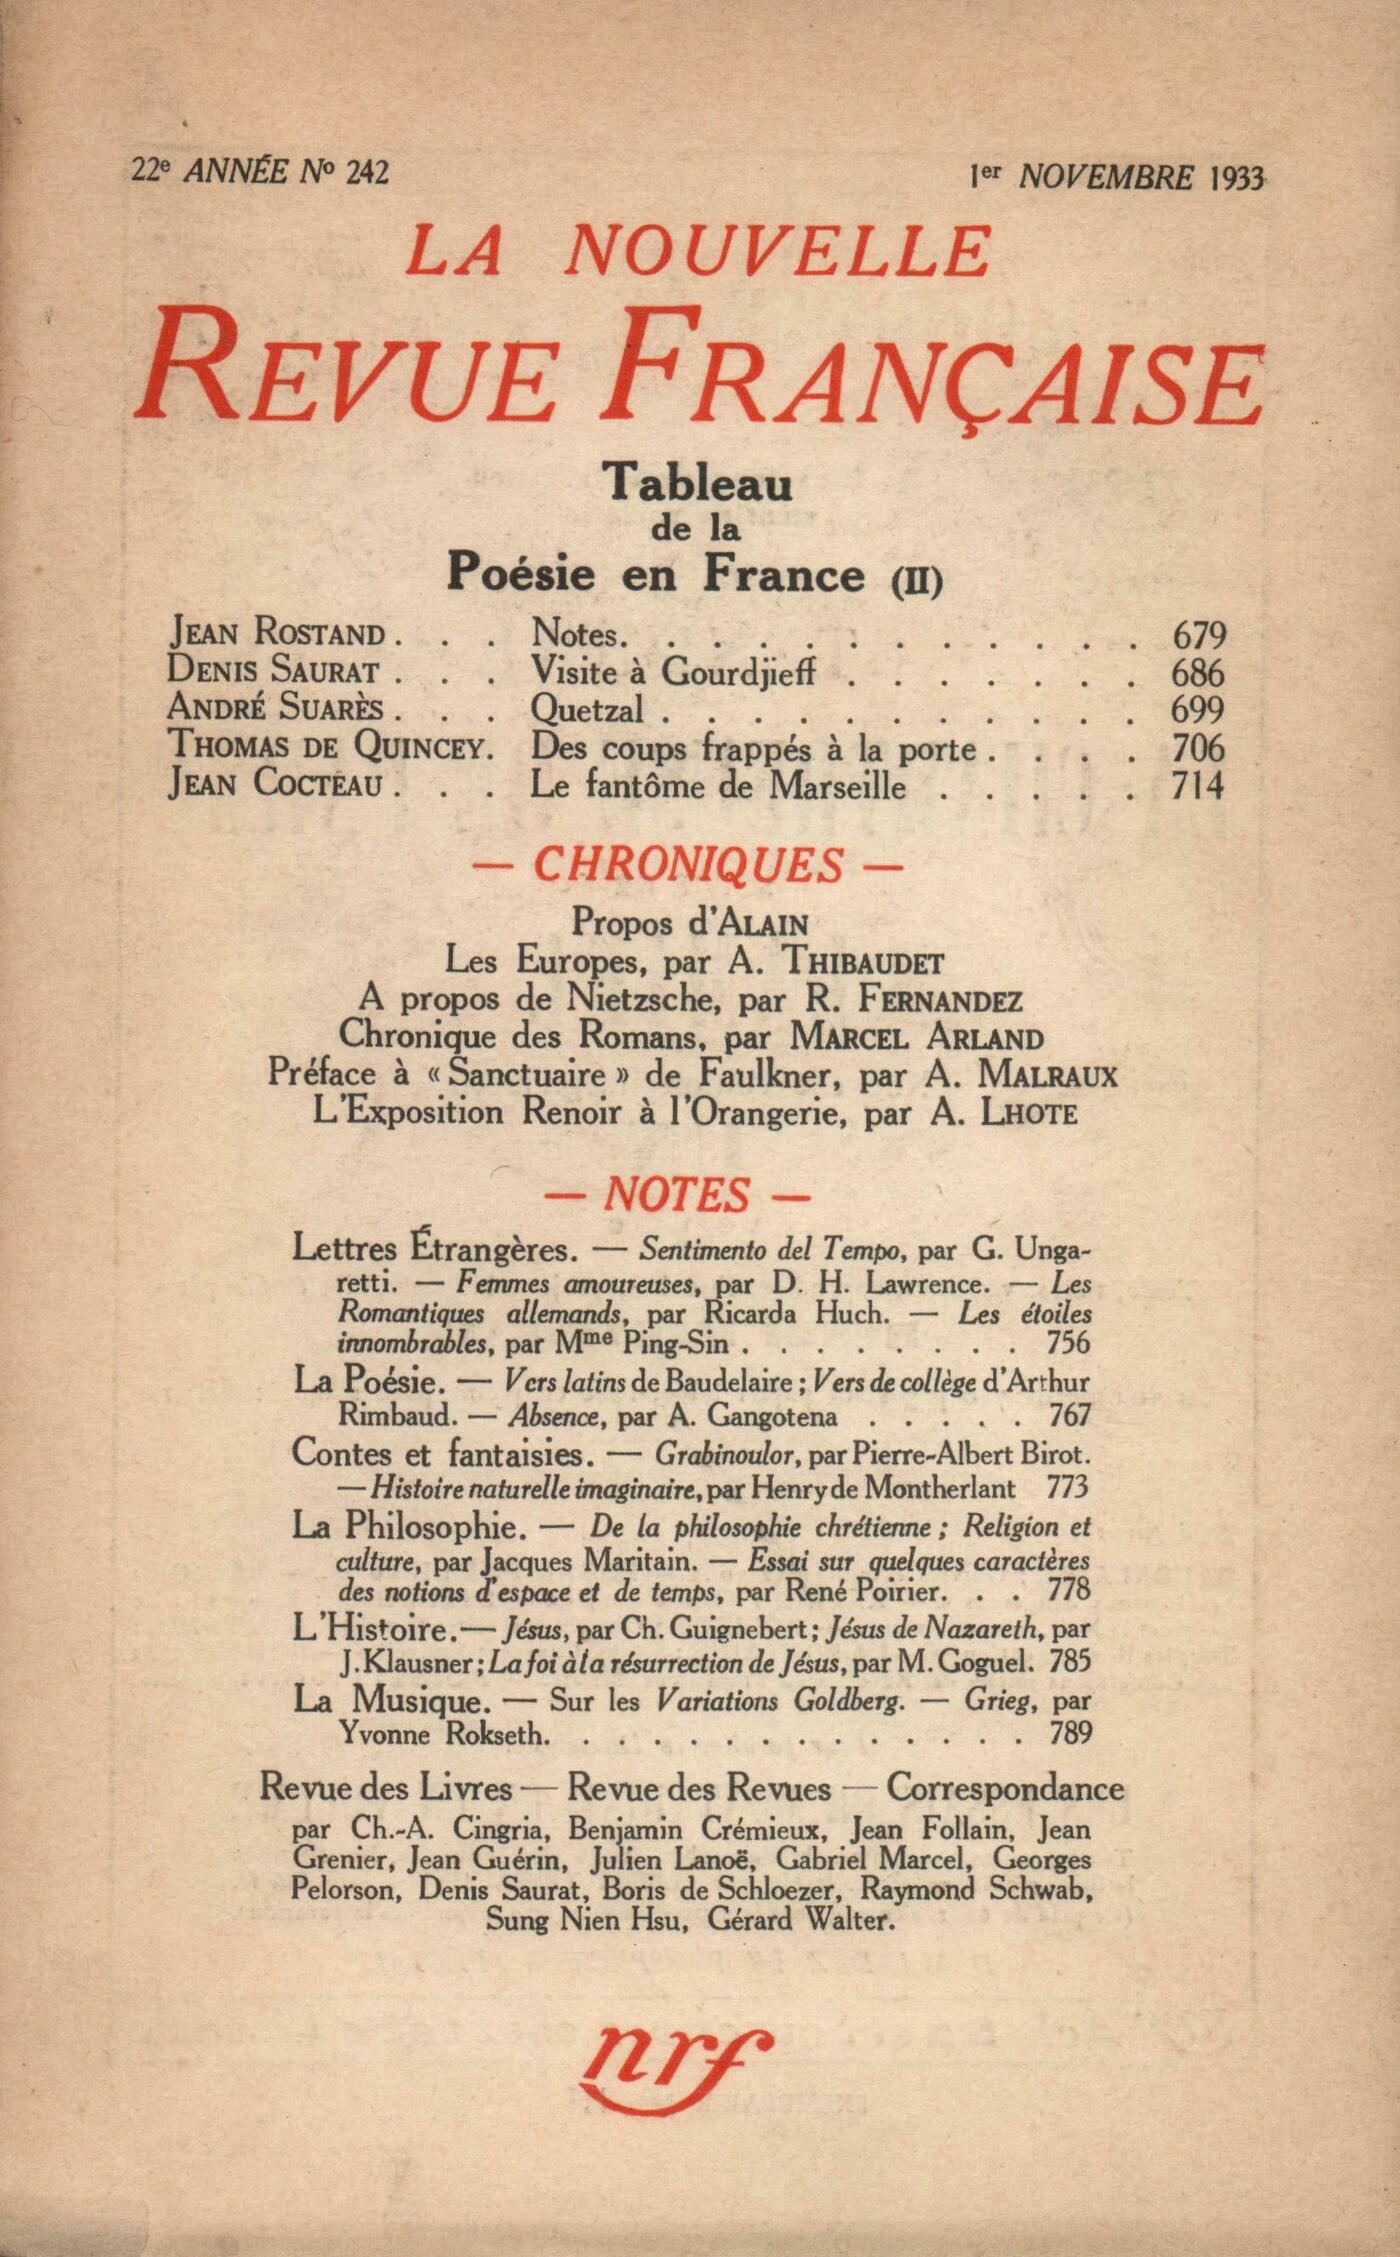 22e ANNÉE No 242
1er NOVEMBRE 1933
LA NOUVELLE
REVUE FRANÇAISE
Tableau
de la
Poésie en France (II)
JEAN ROSTAND . . . Notes. . . . . . . . . . . . 679
DENIS SAURAT . . . Visite à Gourdjieff . . . . . . . 686
ANDRÉ SUARÈS . . . Quetzal . . . . . . . . . . . 699
THOMAS DE QUINCEY. Des coups frappés à la porte . . . . 706
JEAN COCTEAU . . . Le fantôme de Marseille . . . . . 714
— CHRONIQUES —
Propos d'ALAIN
Les Europes, par A. THIBAUDET
A propos de Nietzsche, par R. FERNANDEZ
Chronique des Romans, par MARCEL ARLAND
Préface à « Sanctuaire » de Faulkner, par A. MALRAUX
L'Exposition Renoir à l'Orangerie, par A. LHOTE
— NOTES —
Lettres Étrangères. — Sentimento del Tempo, par G. Unga-
retti. — Femmes amoureuses, par D. H. Lawrence. — Les
Romantiques allemands, par Ricarda Huch. — Les étoiles
innombrables, par Mme Ping-Sin . . . . . . . . 756
La Poésie. — Vers latins de Baudelaire ; Vers de collège d'Arthur
Rimbaud. — Absence, par A. Gangotena . . . . . 767
Contes et fantaisies. — Grabinoulor, par Pierre-Albert Birot.
— Histoire naturelle imaginaire, par Henry de Montherlant 773
La Philosophie. — De la philosophie chrétienne ; Religion et
culture, par Jacques Maritain. — Essai sur quelques caractères
des notions d'espace et de temps, par René Poirier. . . 778
L'Histoire. — Jésus, par Ch. Guignebert ; Jésus de Nazareth, par
J. Klausner ; La foi à la résurrection de Jésus, par M. Goguel. 785
La Musique. — Sur les Variations Goldberg. — Grieg, par
Yvonne Rokseth. . . . . . . . . . . . . . 789
Revue des Livres — Revue des Revues — Correspondance
par Ch.-A. Cingria, Benjamin Crémieux, Jean Follain, Jean
Grenier, Jean Guérin, Julien Lanoë, Gabriel Marcel, Georges
Pelorson, Denis Saurat, Boris de Schloezer, Raymond Schwab,
Sung Nien Hsu, Gérard Walter.
nrf